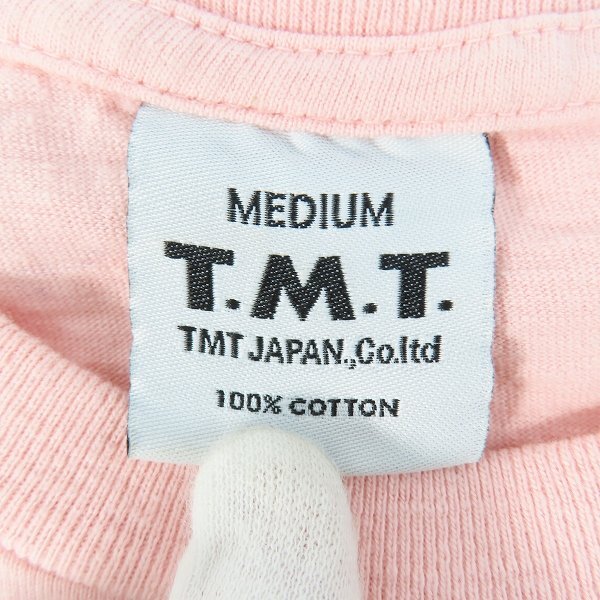 MEDIUM
T.M.T.
TMT JAPAN.,Co.ltd
100% COTTON